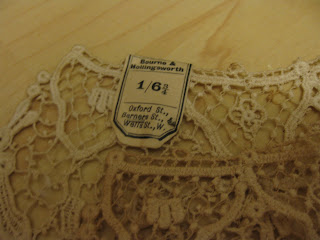 Bourne &
Hollingsworth
1/6¾
Oxford St.,
Berners St., &
Wells St., W.